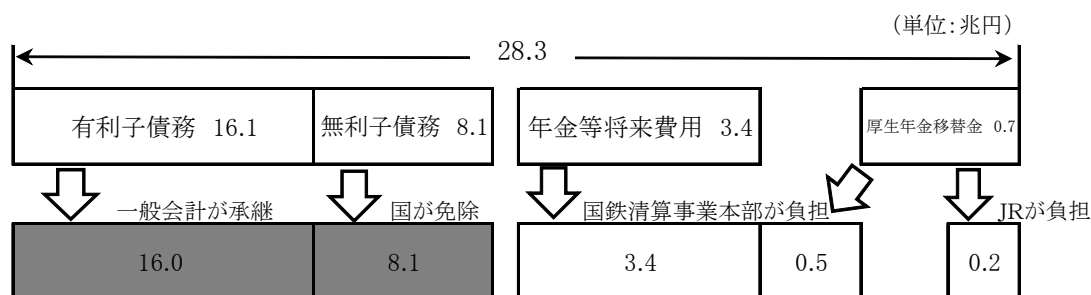 (単位:兆円)
28.3
有利子債務 16.1
無利子債務 8.1
年金等将来費用 3.4
厚生年金移替金 0.7
一般会計が承継
国が免除
国鉄清算事業本部が負担
JRが負担
16.0
8.1
3.4
0.5
0.2